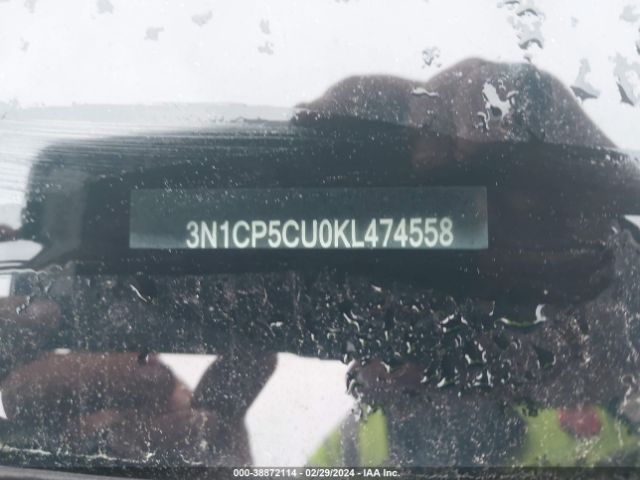 3N1CP5CU0KL474558
000-38872114 - 02/29/2024 - IAA Inc.